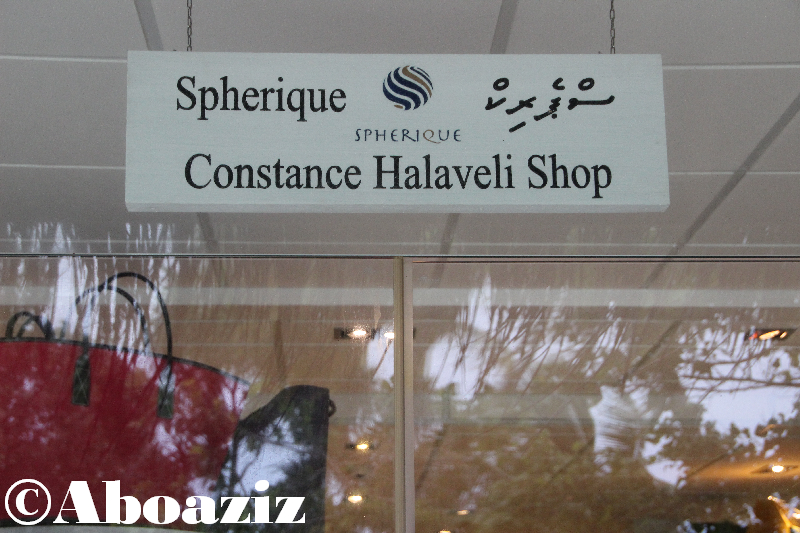 Spherique ސްޕެރިކް
SPHERIQUE
Constance Halaveli Shop
©Aboaziz